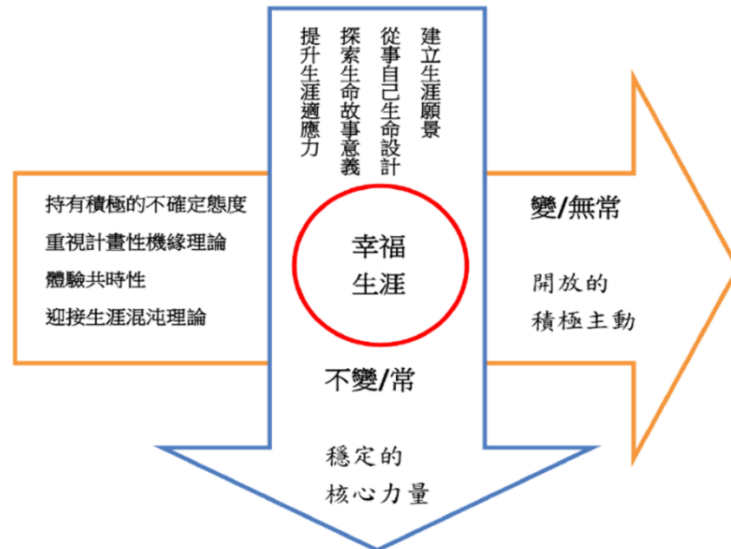 建立生涯願景
從事自己生命設計
探索生命故事意義
提升生涯適應力
持有積極的不確定態度
重視計畫性機緣理論
體驗共時性
迎接生涯混沌理論
幸福
生涯
變/無常
開放的
積極主動
不變/常
穩定的
核心力量